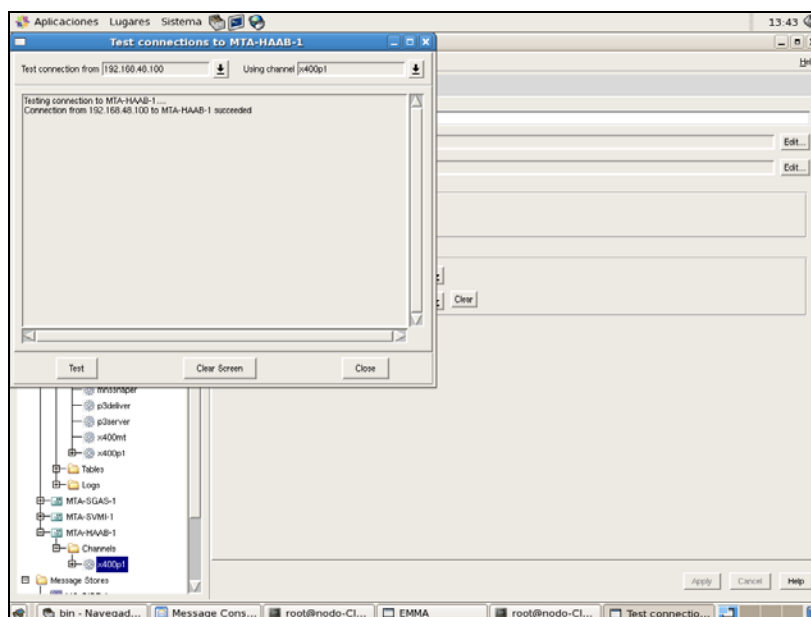 Aplicaciones Lugares Sistema 13:43
Test connections to MTA-HAAB-1
Test connection from 192.168.48.100 Using channel x400p1
Testing connection to MTA-HAAB-1....
Connection from 192.168.48.100 to MTA-HAAB-1 succeeded
Edit...
Edit...
Clear
Test Clear Screen Close
p3deliver
p3server
x400mt
x400p1
Tables
Logs
MTA-SGAS-1
MTA-SVMI-1
MTA-HAAB-1
Channels
x400p1
Message Stores
Apply Cancel Help
bin - Navegad... Message Cons... root@nodo-Cl... EMMA root@nodo-Cl... Test connectio...